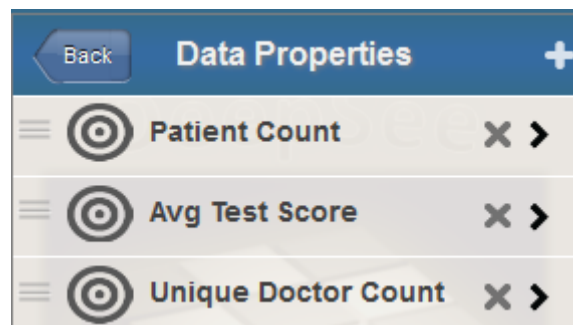 Back
Data Properties
Patient Count
Avg Test Score
Unique Doctor Count